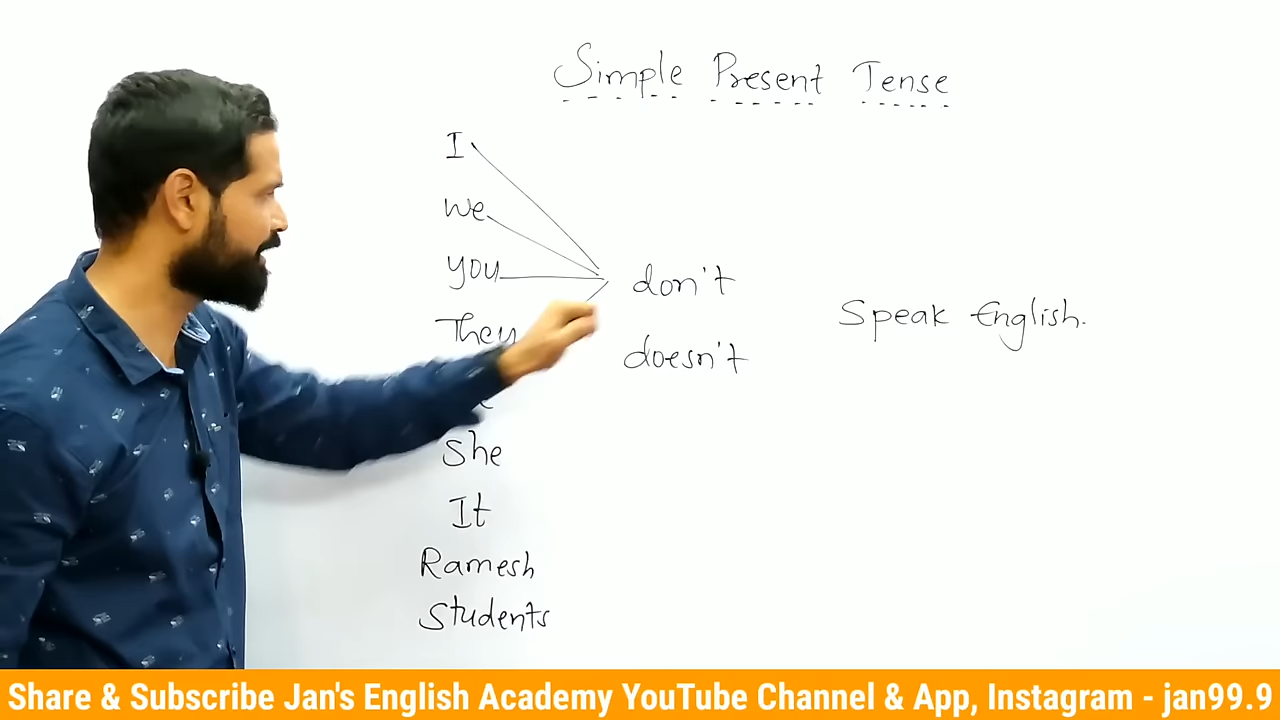 Simple Present Tense
I
we
you
They
don't
doesn't
Speak English.
She
It
Ramesh
Students
Share & Subscribe Jan's English Academy YouTube Channel & App, Instagram - jan99.9